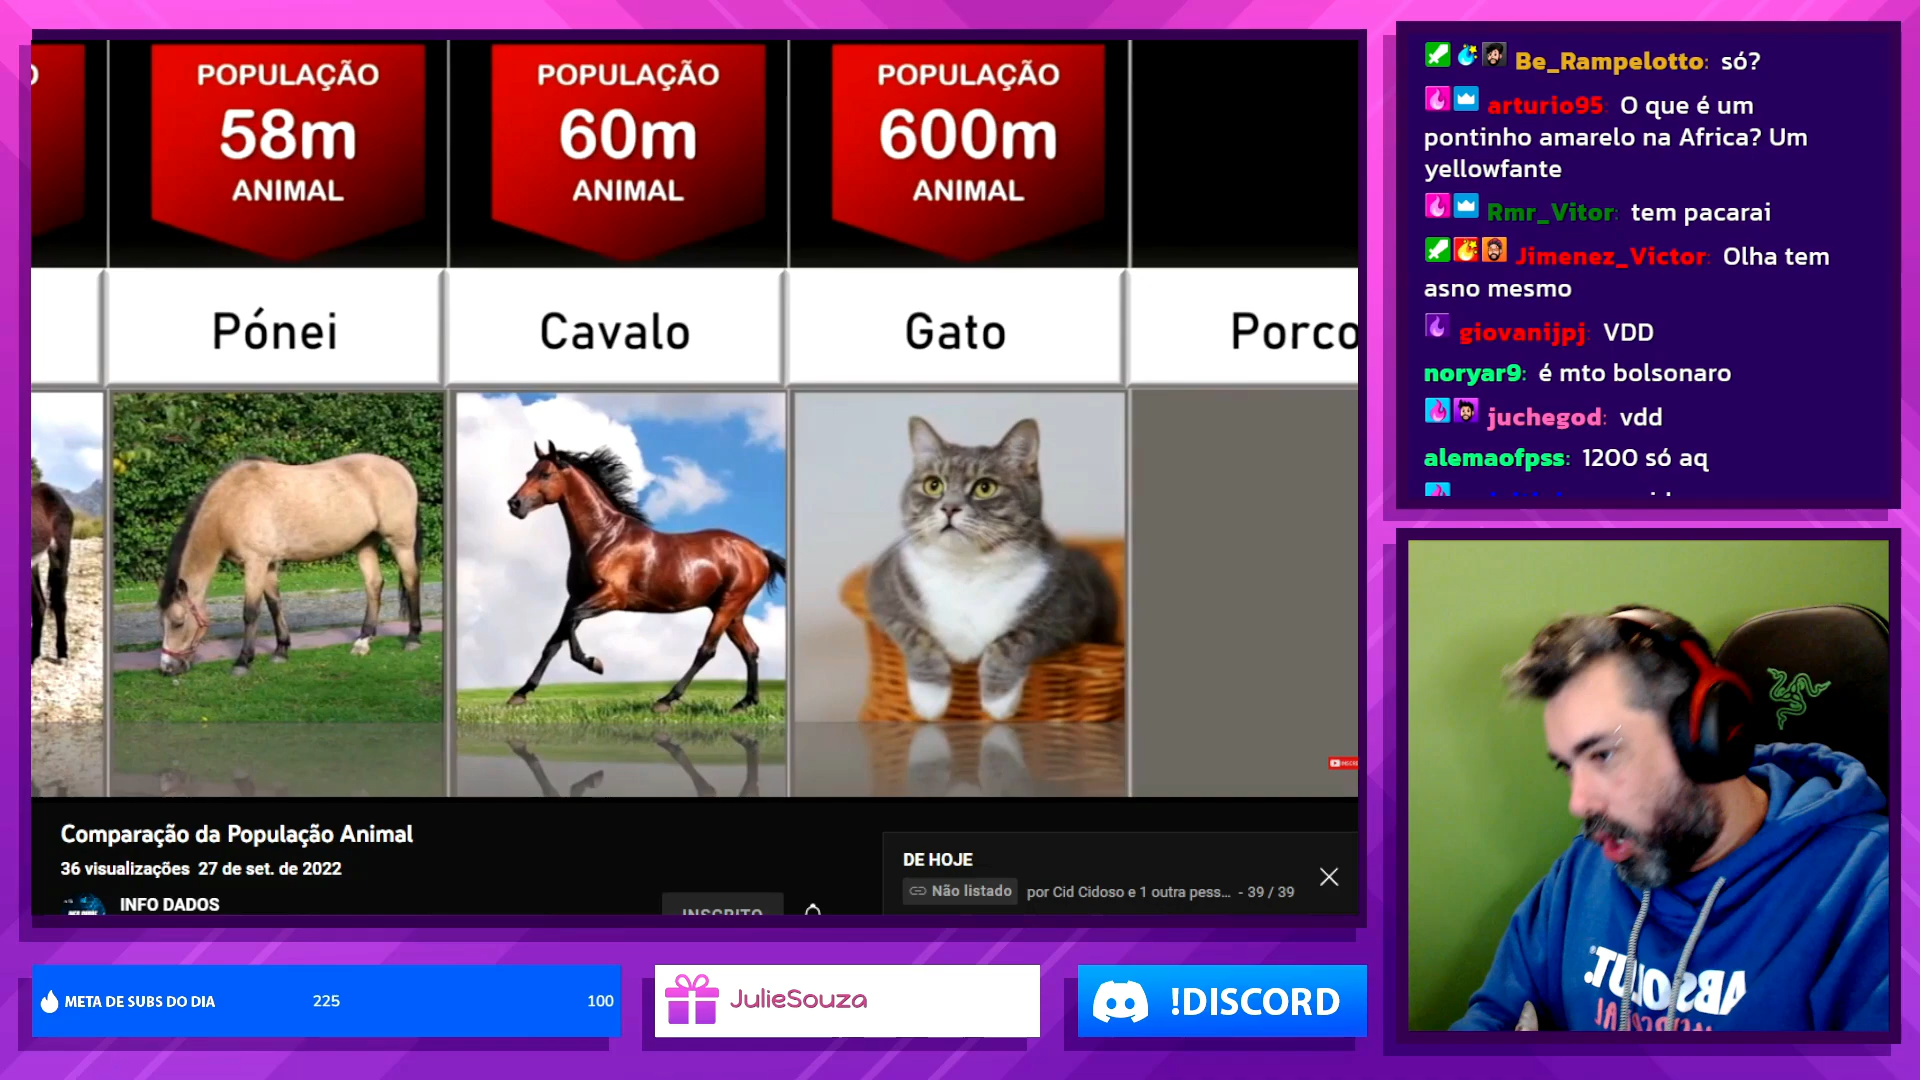 POPULAÇÃO
58m
ANIMAL
POPULAÇÃO
60m
ANIMAL
POPULAÇÃO
600m
ANIMAL
Pónei
Cavalo
Gato
Porco
Comparação da População Animal
36 visualizações 27 de set. de 2022
INFO DADOS
INSCRITO
DE HOJE
Não listado por Cid Cidoso e 1 outra pess... - 39 / 39
Be_Rampelotto: só?
arturio95: O que é um
pontinho amarelo na Africa? Um
yellowfante
Rmr_Vitor: tem pacarai
Jimenez_Victor: Olha tem
asno mesmo
giovanijpj: VDD
noryar9: é mto bolsonaro
juchegod: vdd
alemaofpss: 1200 só aq
ABSOLUT.
META DE SUBS DO DIA 225 100
JulieSouza
!DISCORD